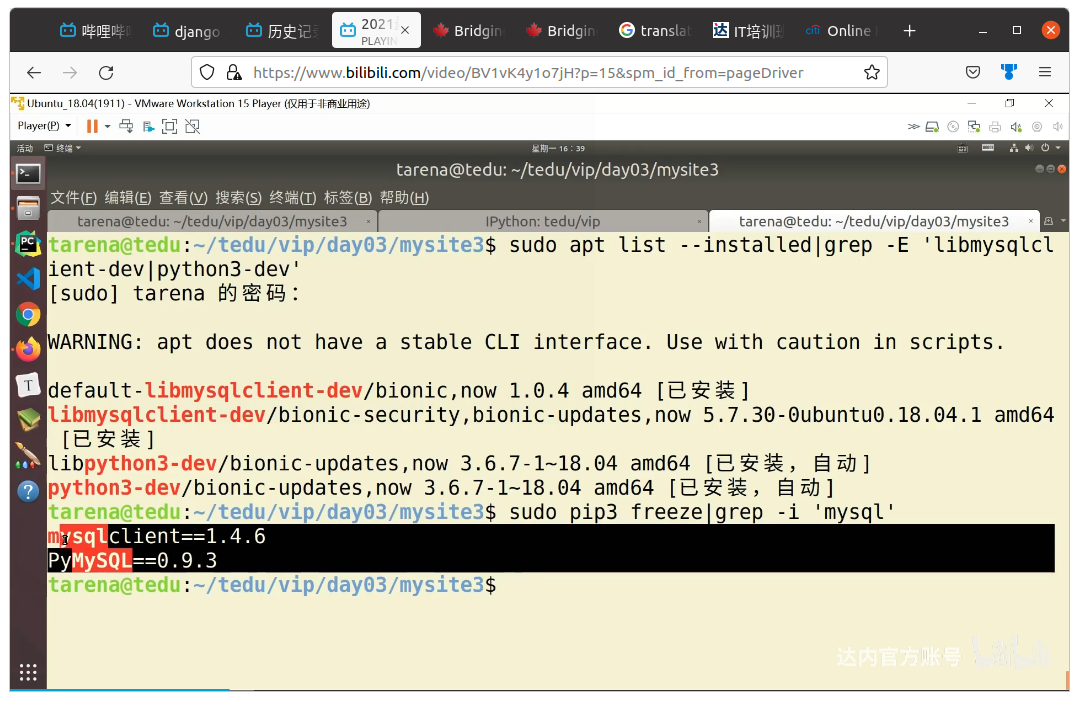 哔哩哔
django
历史记
2021
PLAYIN
Bridgin
Bridgin
translat
IT培训
Online
https://www.bilibili.com/video/BV1vK4y1o7jH?p=15&spm_id_from=pageDriver
Ubuntu_18.04(1911) - VMware Workstation 15 Player (仅用于非商业用途)
Player(P)
活动 终端 星期一 16：39
tarena@tedu: ~/tedu/vip/day03/mysite3
文件(F) 编辑(E) 查看(V) 搜索(S) 终端(T) 标签(B) 帮助(H)
tarena@tedu: ~/tedu/vip/day03/mysite3 IPython: tedu/vip tarena@tedu: ~/tedu/vip/day03/mysite3
tarena@tedu:~/tedu/vip/day03/mysite3$ sudo apt list --installed|grep -E 'libmysqlcl
ient-dev|python3-dev'
[sudo] tarena 的密码：
WARNING: apt does not have a stable CLI interface. Use with caution in scripts.
default-libmysqlclient-dev/bionic,now 1.0.4 amd64 [已安装]
libmysqlclient-dev/bionic-security,bionic-updates,now 5.7.30-0ubuntu0.18.04.1 amd64
[已安装]
libpython3-dev/bionic-updates,now 3.6.7-1~18.04 amd64 [已安装，自动]
python3-dev/bionic-updates,now 3.6.7-1~18.04 amd64 [已安装，自动]
tarena@tedu:~/tedu/vip/day03/mysite3$ sudo pip3 freeze|grep -i 'mysql'
mysqlclient==1.4.6
PyMySQL==0.9.3
tarena@tedu:~/tedu/vip/day03/mysite3$
达内官方账号